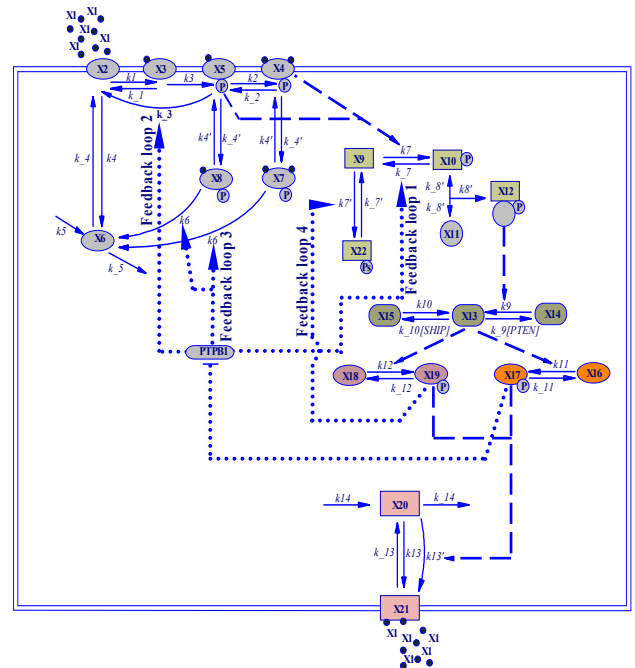 X1
X1
X1
X1
X1
X1
X2
X3
X5
X4
k1
k_1
k3
k2
k_2
P
P
k_3
k_4
k4
k4'
k_4'
k4'
k_4'
X8
P
X7
P
k5
X6
k_5
k6
k6
Feedback loop 2
Feedback loop 3
Feedback loop 4
Feedback loop 1
PTPB1
k7
k_7
X9
X10
P
k7'
k_7'
X22
Ps
k_8'
k8'
k_8'
X11
X12
P
X15
k10
k_10[SHIP]
X13
k9
k_9[PTEN]
X14
X18
k12
k_12
X19
P
X17
P
k11
k_11
X16
k14
X20
k_14
k_13
k13
k13'
X21
X1
X1
X1
X1
X1